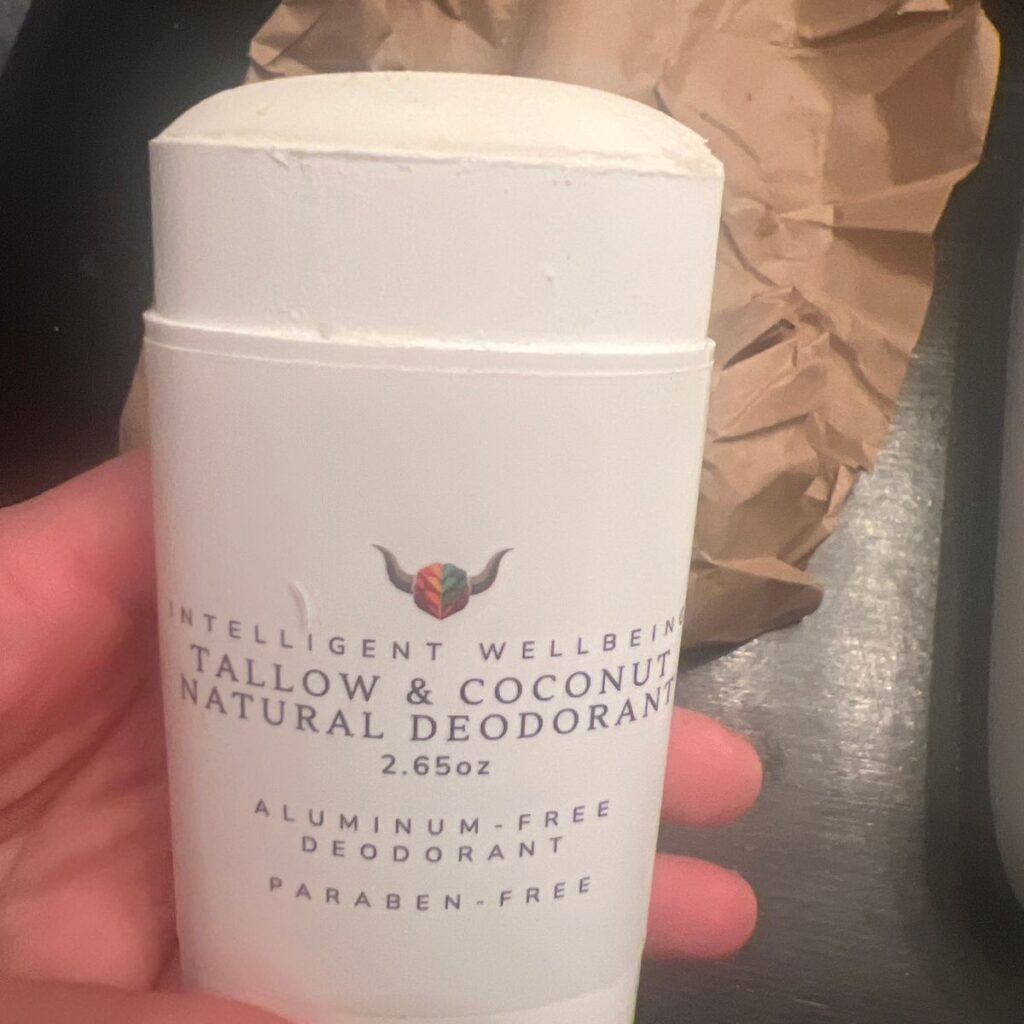 INTELLIGENT WELLBEING
TALLOW & COCONUT
NATURAL DEODORANT
2.65oz
ALUMINUM-FREE
DEODORANT
PARABEN-FREE